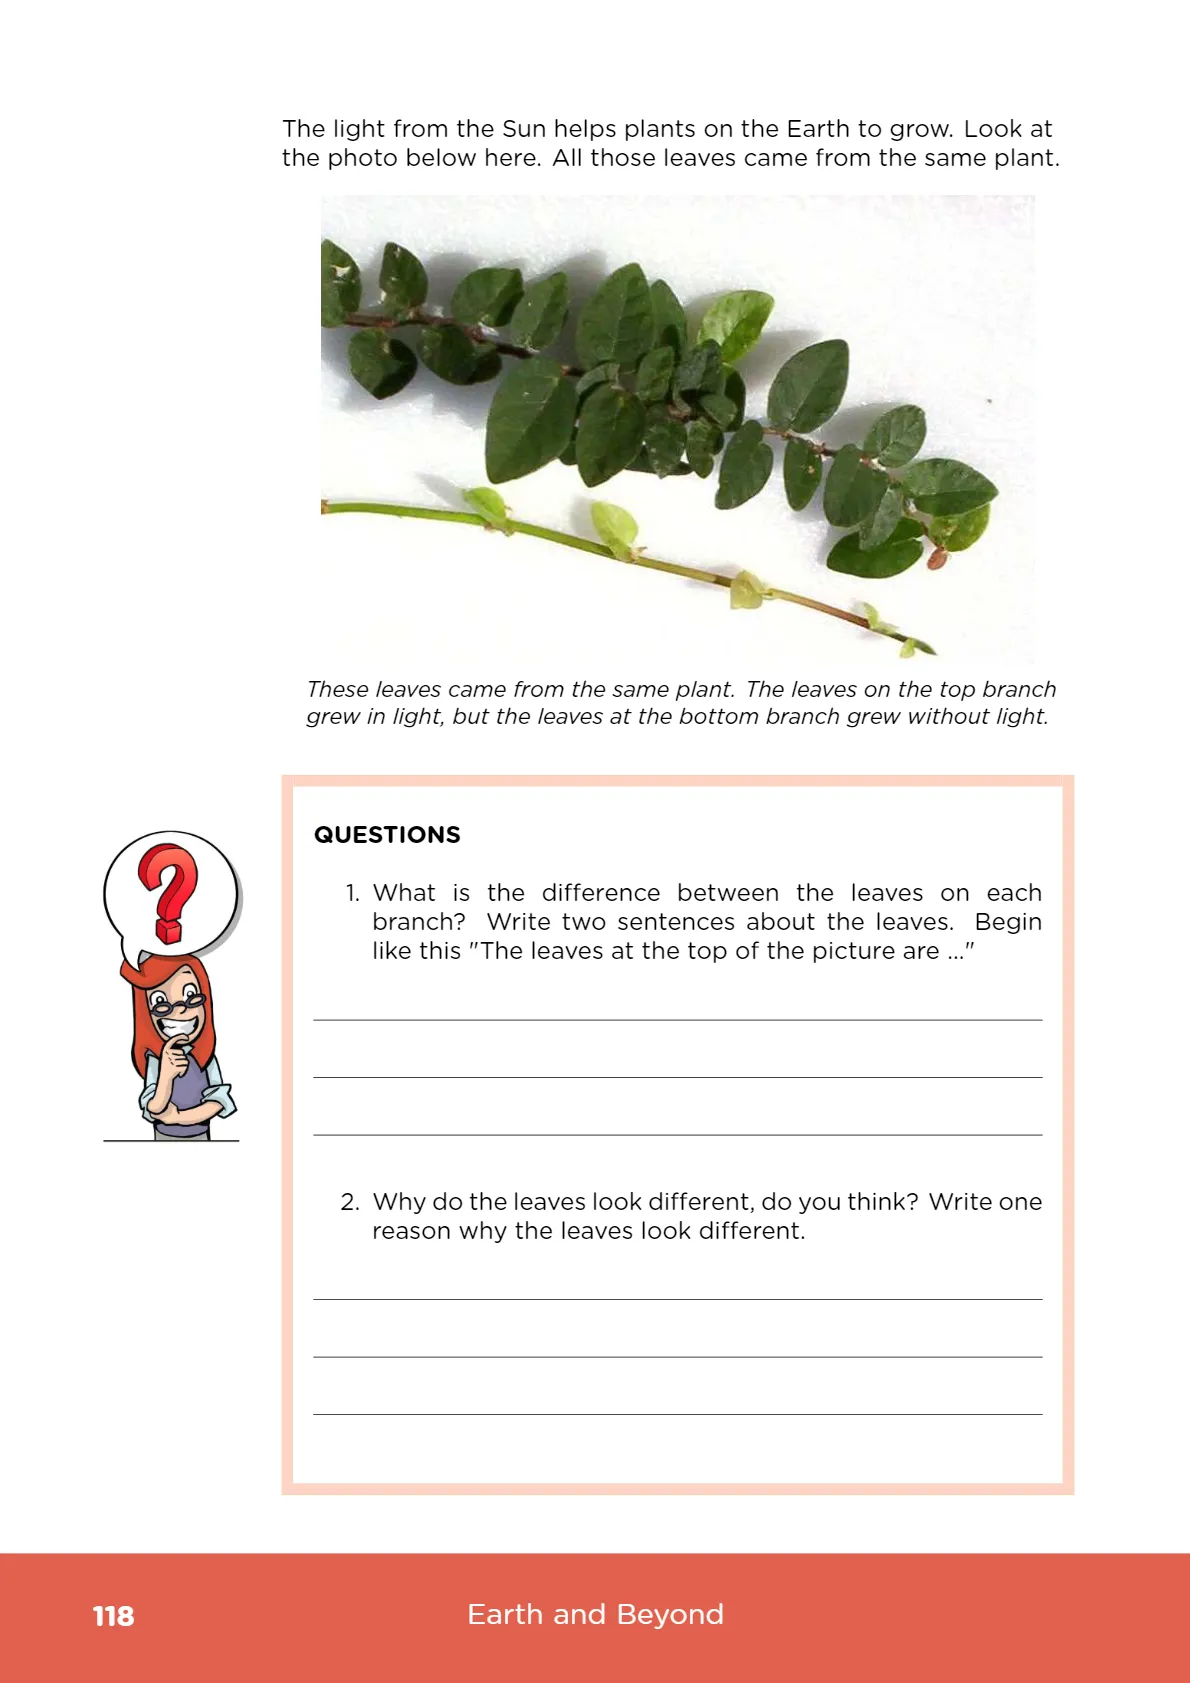 The light from the Sun helps plants on the Earth to grow. Look at
the photo below here. All those leaves came from the same plant.
These leaves came from the same plant. The leaves on the top branch
grew in light, but the leaves at the bottom branch grew without light.
QUESTIONS
1. What is the difference between the leaves on each
branch? Write two sentences about the leaves. Begin
like this "The leaves at the top of the picture are ..."
2. Why do the leaves look different, do you think? Write one
reason why the leaves look different.
118
Earth and Beyond